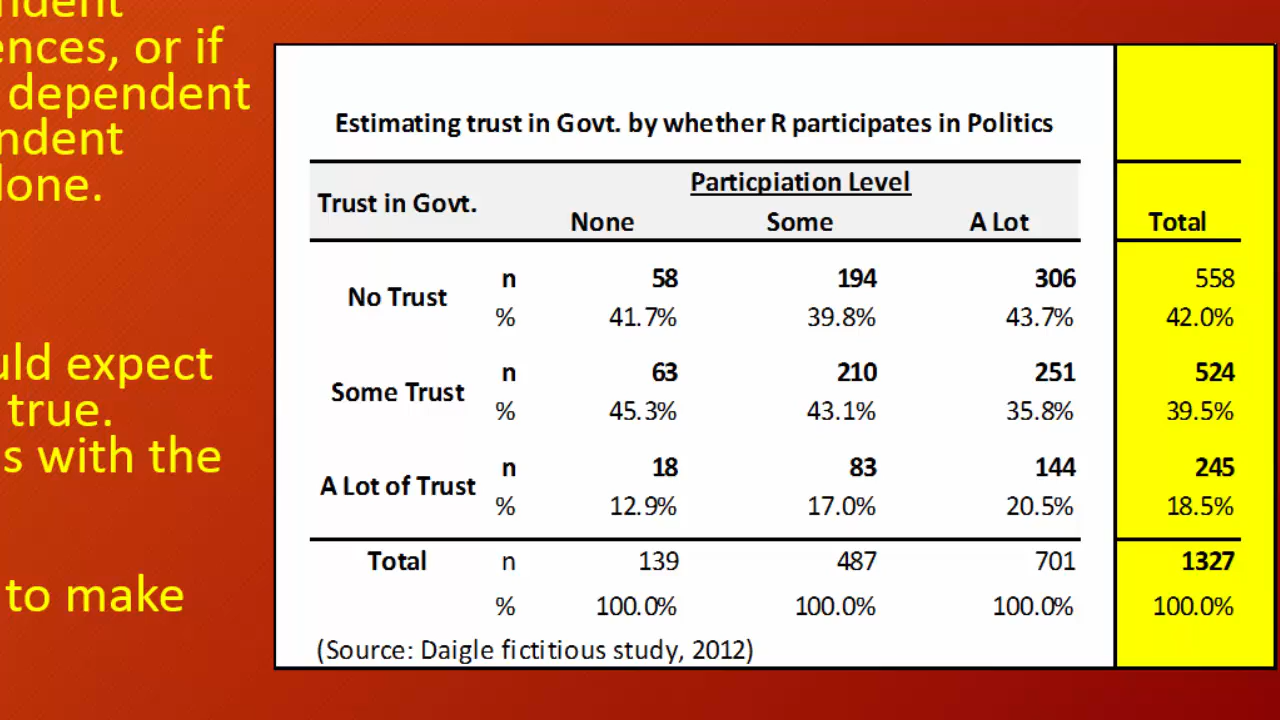 ences, or if
dependent
ndent
lone.
uld expect
true.
s with the
to make
Estimating trust in Govt. by whether R participates in Politics
Trust in Govt. Particpiation Level
None Some A Lot Total
No Trust n 58 194 306 558
% 41.7% 39.8% 43.7% 42.0%
Some Trust n 63 210 251 524
% 45.3% 43.1% 35.8% 39.5%
A Lot of Trust n 18 83 144 245
% 12.9% 17.0% 20.5% 18.5%
Total n 139 487 701 1327
% 100.0% 100.0% 100.0% 100.0%
(Source: Daigle fictitious study, 2012)